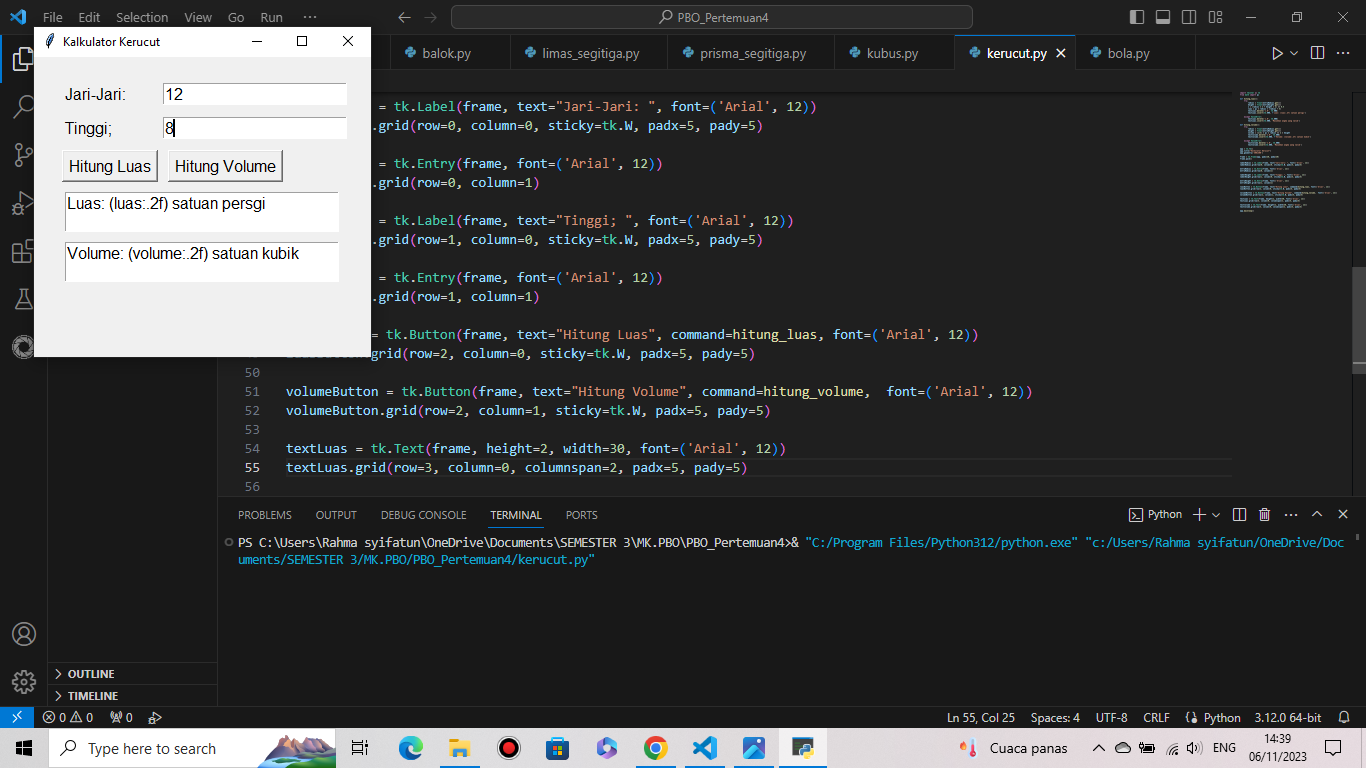 File Edit Selection View Go Run ···
PBO_Pertemuan4
Kalkulator Kerucut
Jari-Jari: 12
Tinggi; 8
Hitung Luas Hitung Volume
Luas: (luas:.2f) satuan persgi
Volume: (volume:.2f) satuan kubik
balok.py limas_segitiga.py prisma_segitiga.py kubus.py kerucut.py bola.py
= tk.Label(frame, text="Jari-Jari: ", font=('Arial', 12))
.grid(row=0, column=0, sticky=tk.W, padx=5, pady=5)
= tk.Entry(frame, font=('Arial', 12))
.grid(row=0, column=1)
= tk.Label(frame, text="Tinggi; ", font=('Arial', 12))
.grid(row=1, column=0, sticky=tk.W, padx=5, pady=5)
= tk.Entry(frame, font=('Arial', 12))
.grid(row=1, column=1)
= tk.Button(frame, text="Hitung Luas", command=hitung_luas, font=('Arial', 12))
grid(row=2, column=0, sticky=tk.W, padx=5, pady=5)
50
51 volumeButton = tk.Button(frame, text="Hitung Volume", command=hitung_volume,  font=('Arial', 12))
52 volumeButton.grid(row=2, column=1, sticky=tk.W, padx=5, pady=5)
53
54 textLuas = tk.Text(frame, height=2, width=30, font=('Arial', 12))
55 textLuas.grid(row=3, column=0, columnspan=2, padx=5, pady=5)
56
PROBLEMS OUTPUT DEBUG CONSOLE TERMINAL PORTS
Python
PS C:\Users\Rahma syifatun\OneDrive\Documents\SEMESTER 3\MK.PBO\PBO_Pertemuan4>& "C:/Program Files/Python312/python.exe" "c:/Users/Rahma syifatun/OneDrive/Doc
uments/SEMESTER 3/MK.PBO/PBO_Pertemuan4/kerucut.py"
OUTLINE
TIMELINE
0 0 0 Ln 55, Col 25 Spaces: 4 UTF-8 CRLF Python 3.12.0 64-bit
Type here to search
Cuaca panas
ENG
14:39
06/11/2023